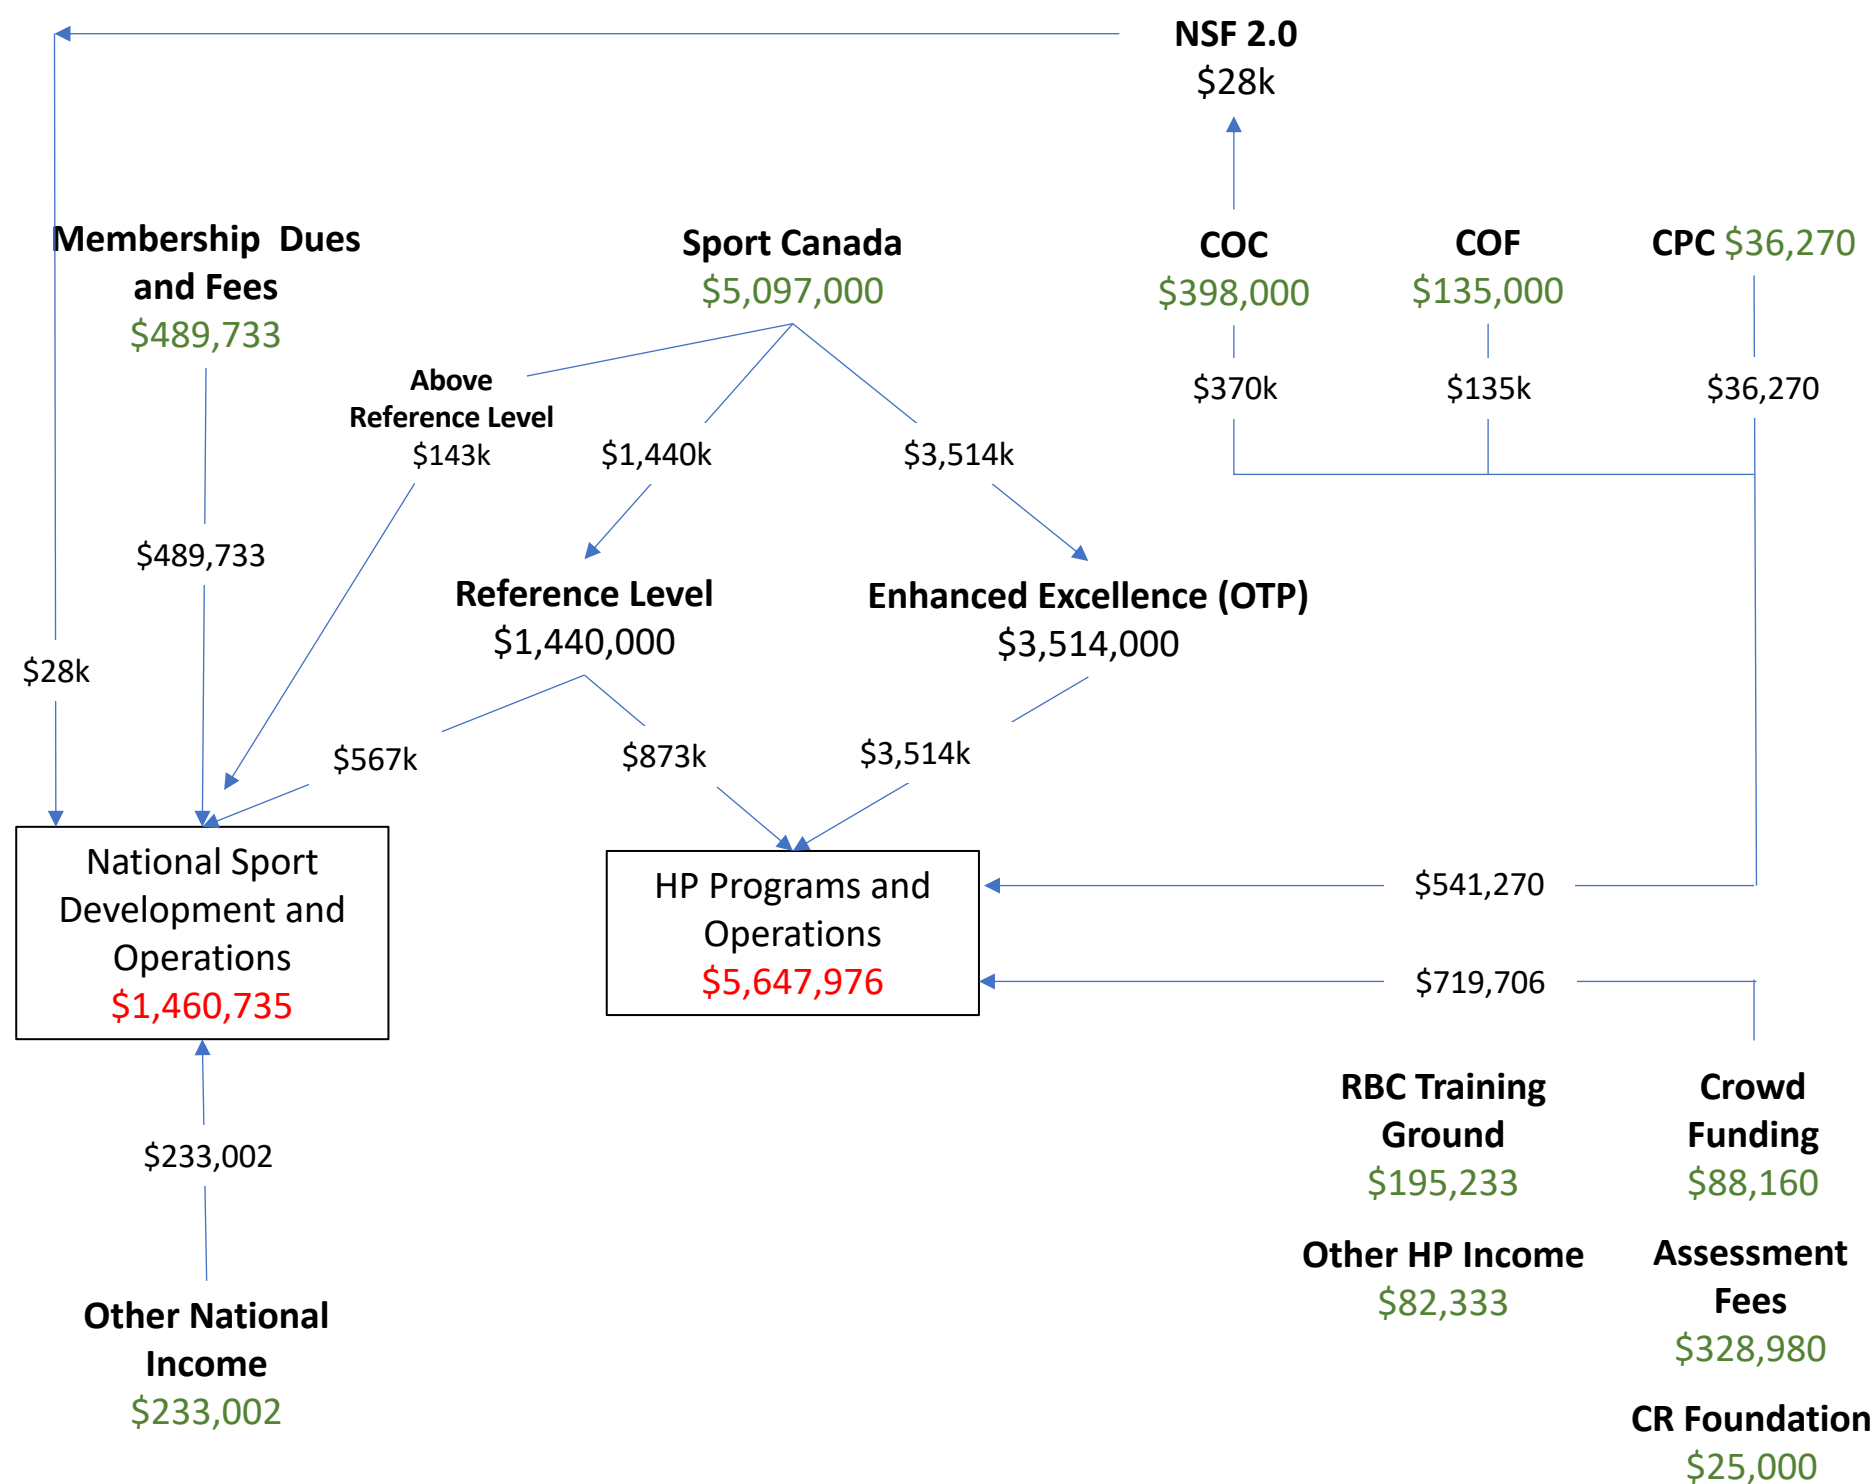 NSF 2.0
$28k
Membership Dues
and Fees
$489,733
Sport Canada
$5,097,000
COC
$398,000
COF
$135,000
CPC $36,270
Above
Reference Level
$143k
$1,440k
$3,514k
$370k
$135k
$36,270
$489,733
Reference Level
$1,440,000
Enhanced Excellence (OTP)
$3,514,000
$28k
$567k
$873k
$3,514k
National Sport
Development and
Operations
$1,460,735
HP Programs and
Operations
$5,647,976
$541,270
$719,706
$233,002
Other National
Income
$233,002
RBC Training
Ground
$195,233
Crowd
Funding
$88,160
Other HP Income
$82,333
Assessment
Fees
$328,980
CR Foundation
$25,000